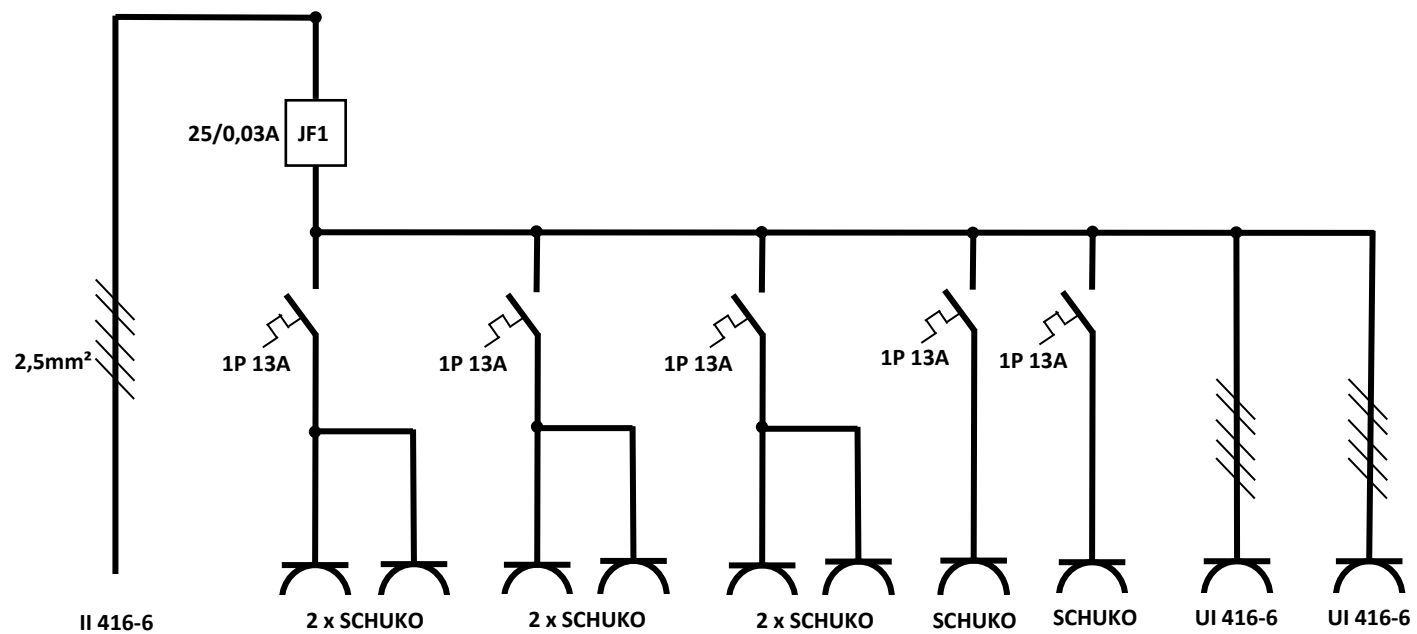 25/0,03A
JF1
2,5mm²
1P 13A
1P 13A
1P 13A
1P 13A
1P 13A
II 416-6
2 x SCHUKO
2 x SCHUKO
2 x SCHUKO
SCHUKO
SCHUKO
UI 416-6
UI 416-6